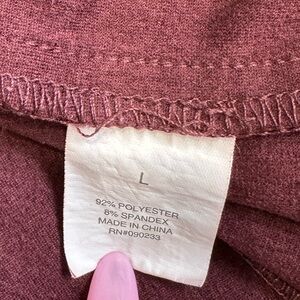 L
92% POLYESTER
8% SPANDEX
MADE IN CHINA
RN#090233